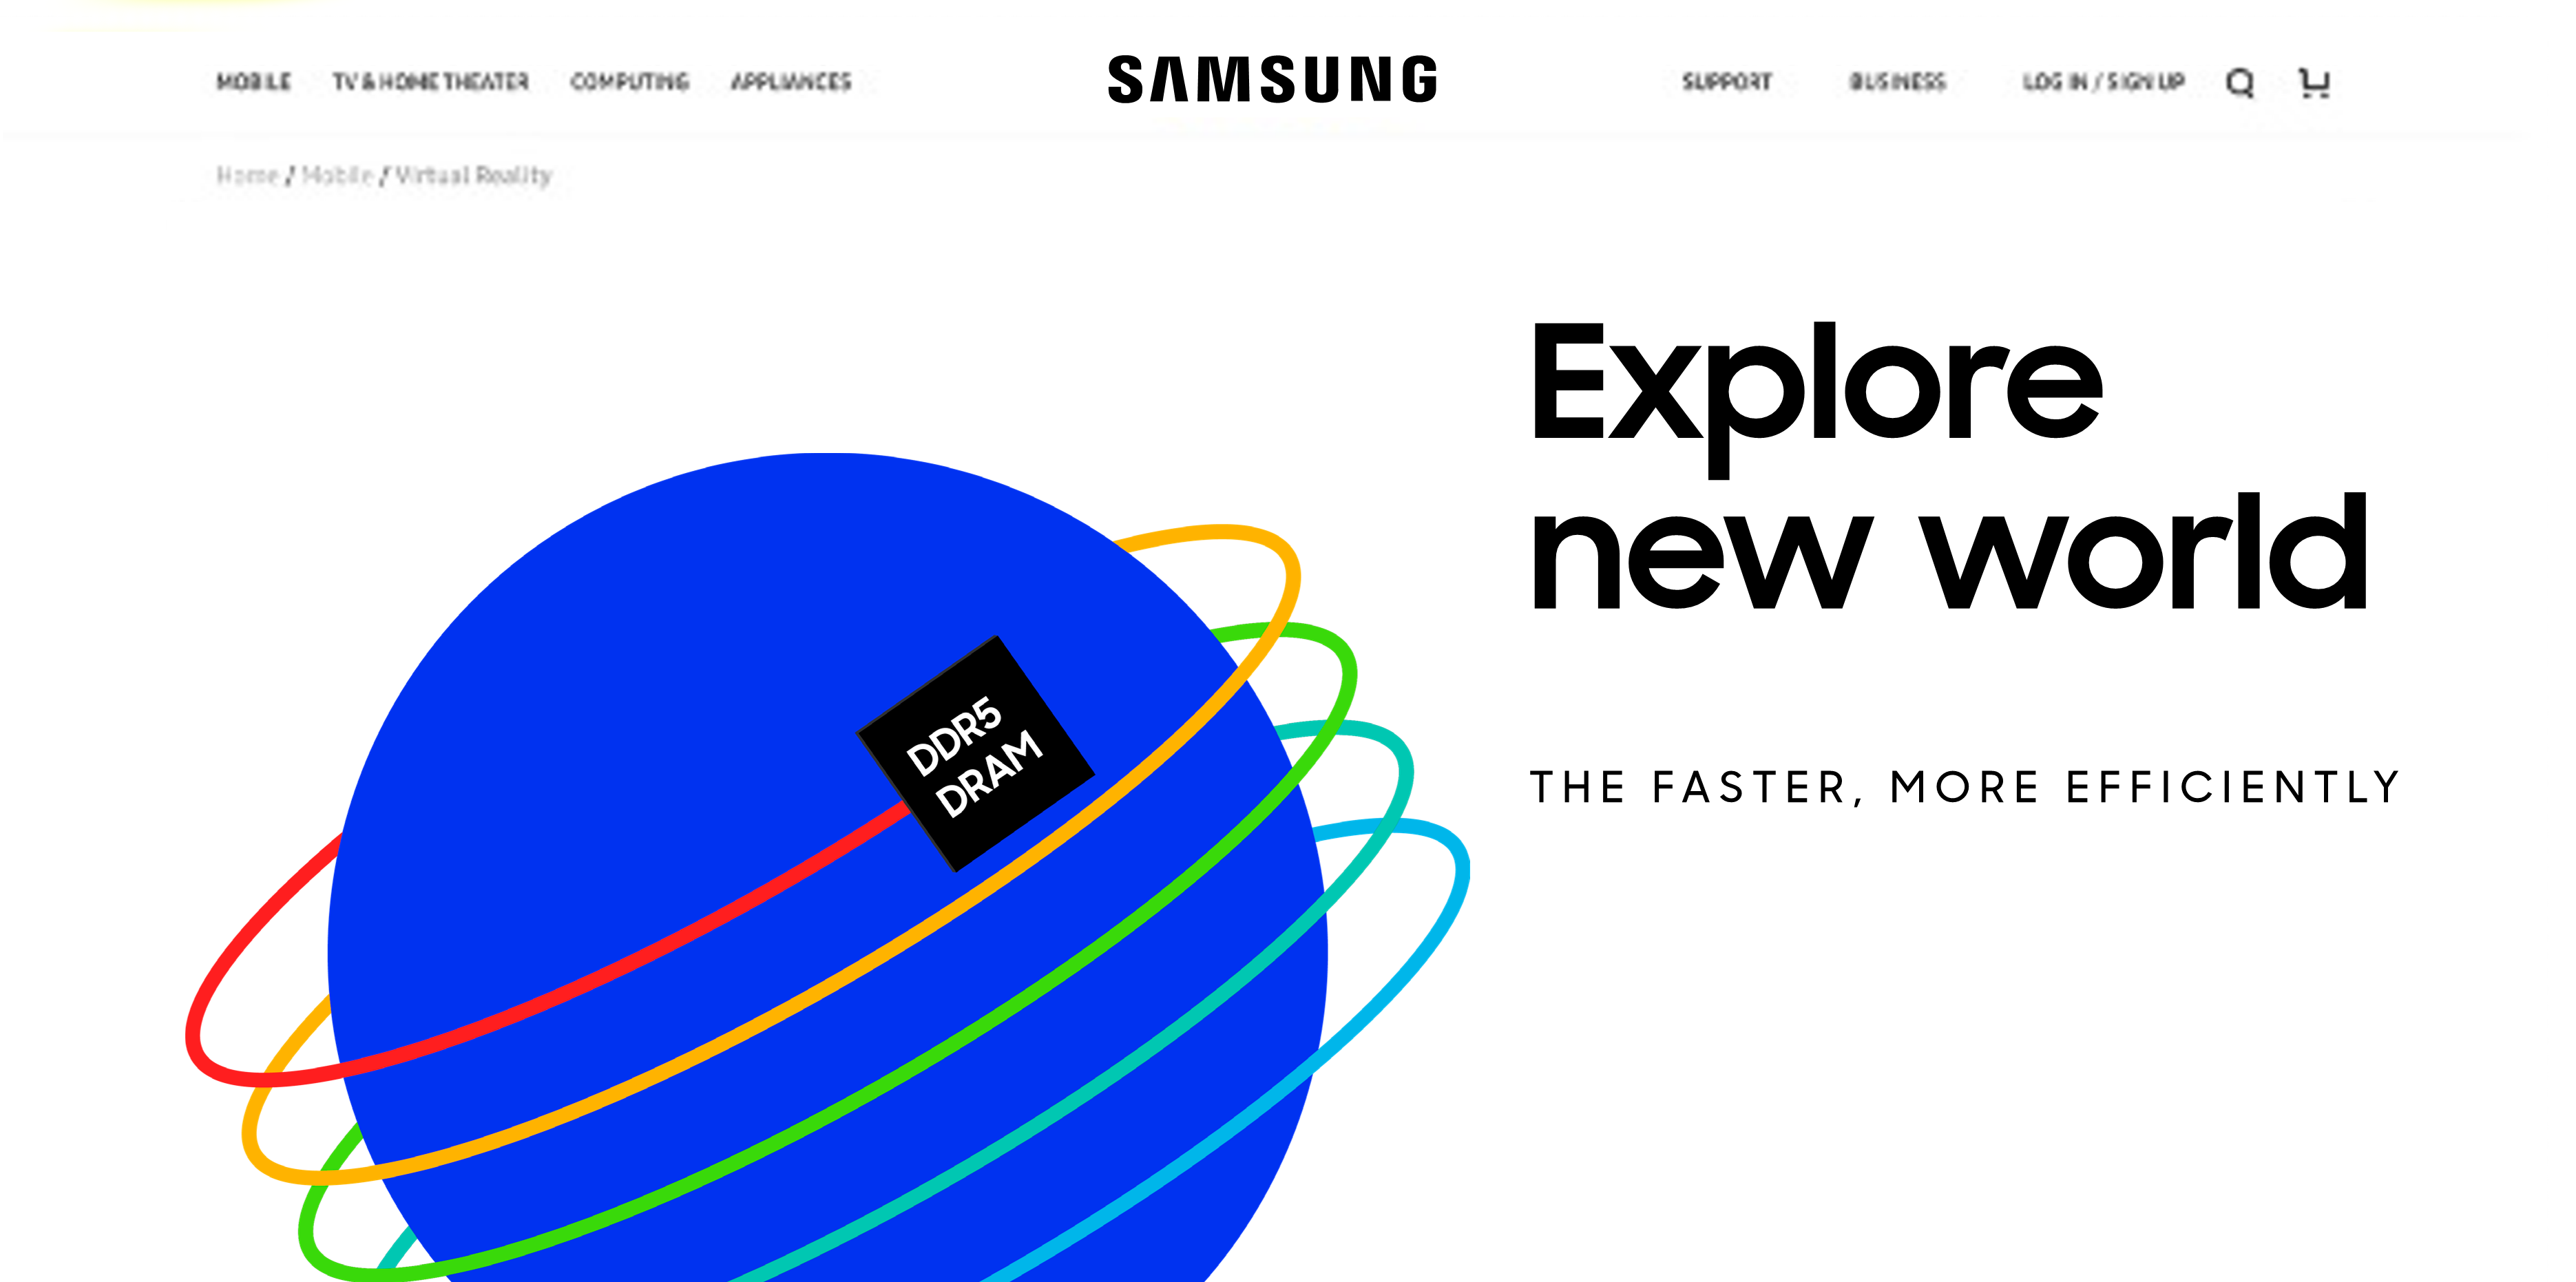 MOBILE TV & HOME THEATER COMPUTING APPLIANCES SAMSUNG SUPPORT BUSINESS LOG IN / SIGN UP
Home / Mobile / Virtual Reality
Explore
new world
DDR5
DRAM
THE FASTER, MORE EFFICIENTLY